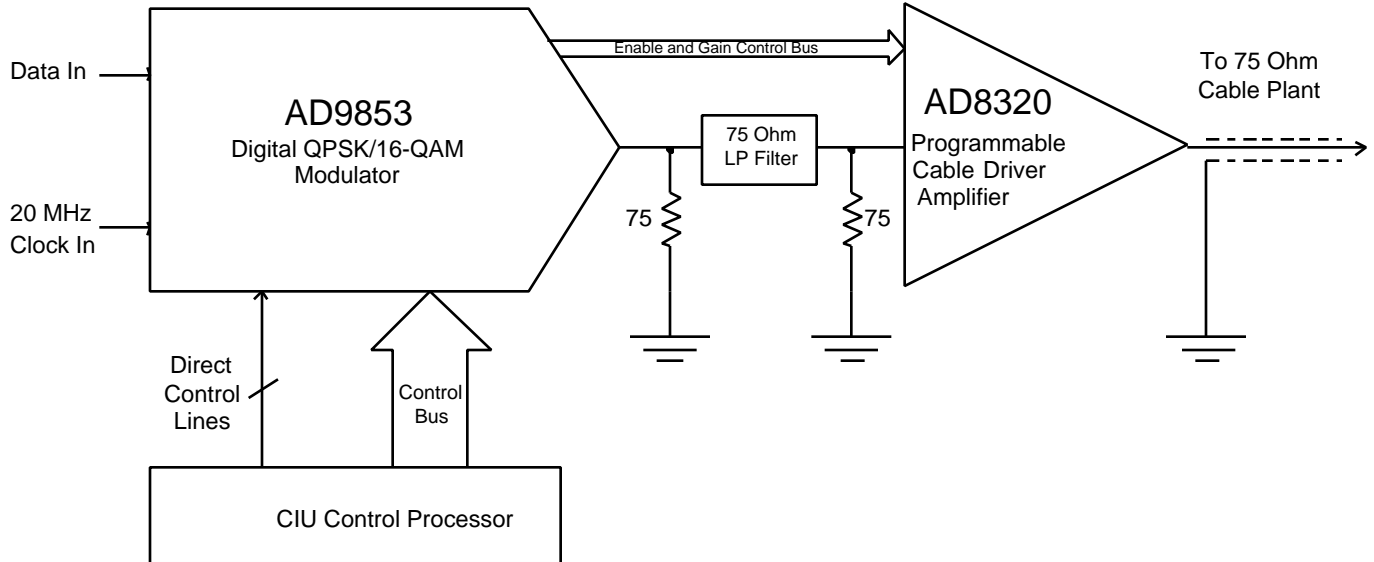 Data In
20 MHz
Clock In
AD9853
Digital QPSK/16-QAM
Modulator
Enable and Gain Control Bus
75 Ohm
LP Filter
75
75
AD8320
Programmable
Cable Driver
Amplifier
To 75 Ohm
Cable Plant
Direct
Control
Lines
Control
Bus
CIU Control Processor